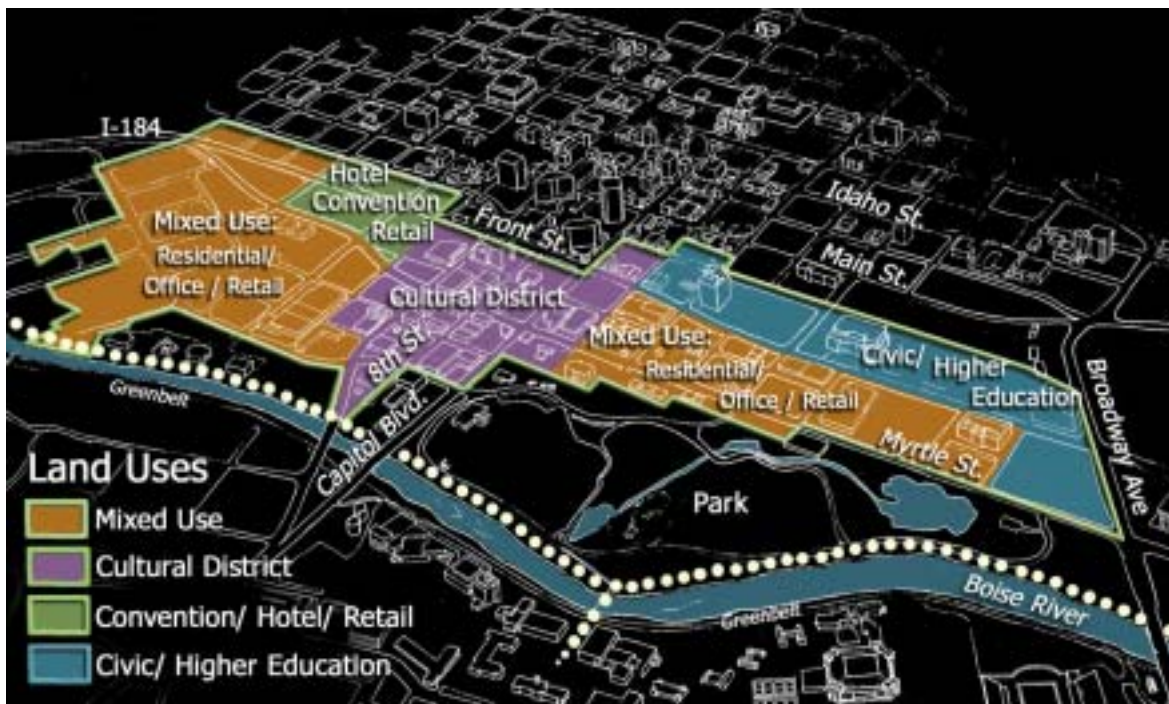 I-184
Hotel
Convention
Retail
Front St.
Idaho St.
Main St.
Mixed Use:
Residential/
Office / Retail
Cultural District
8th St.
Mixed Use:
Residential/
Office / Retail
Civic/ Higher
Education
Broadway Ave
Myrtle St.
Greenbelt
Capitol Blvd.
Park
Boise River
Greenbelt
Land Uses
Mixed Use
Cultural District
Convention/ Hotel/ Retail
Civic/ Higher Education